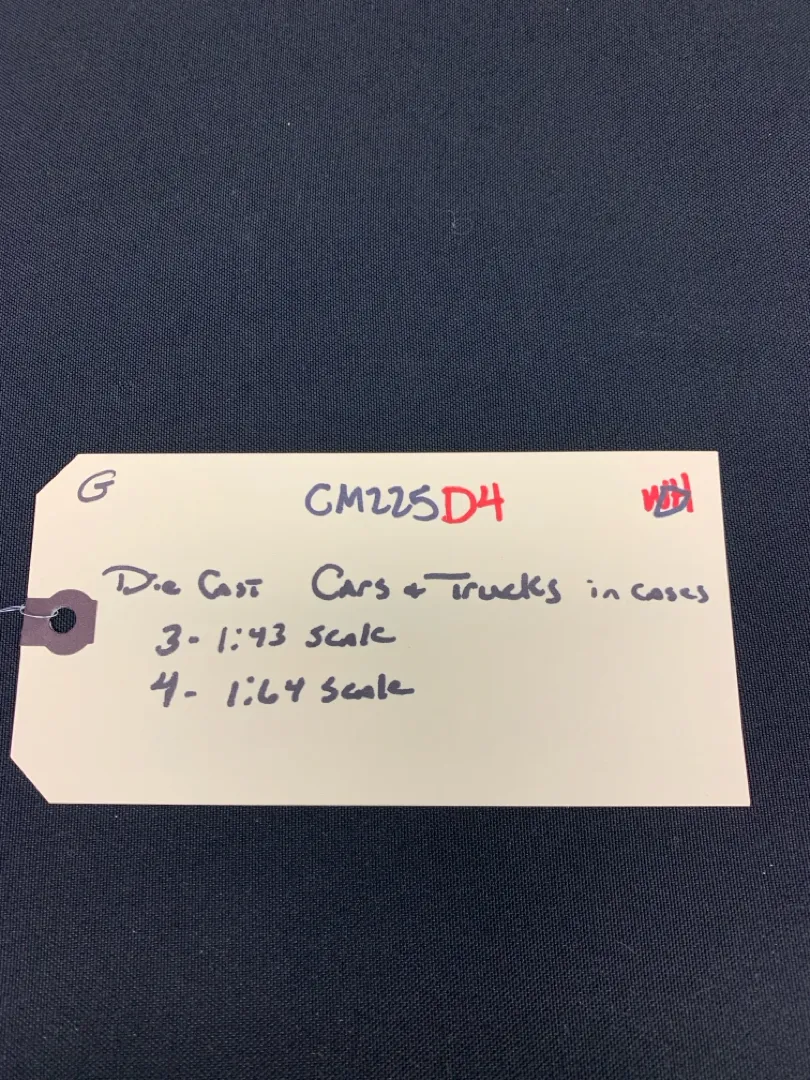 G CM225D4
Die Cast Cars + Trucks in cases
3- 1:43 scale
4- 1:64 scale